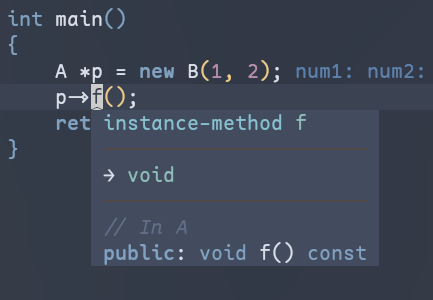 int main()
{
A *p = new B(1, 2); num1: num2:
p→f();
ret
instance-method f
→ void
// In A
public: void f() const
}